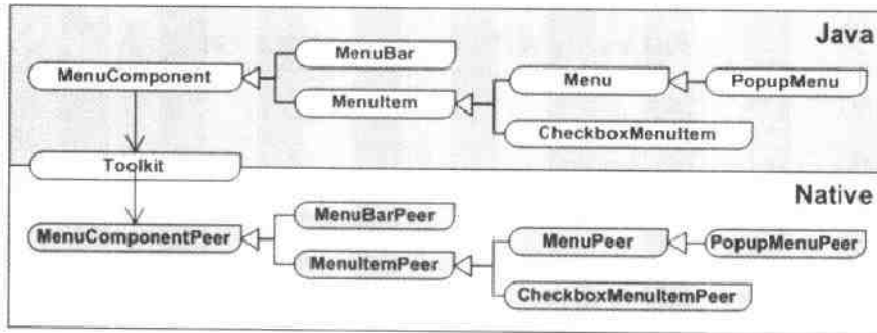 Java
MenuBar
MenuComponent
Menu
PopupMenu
MenuItem
CheckboxMenuItem
Toolkit
Native
MenuBarPeer
MenuComponentPeer
MenuPeer
PopupMenuPeer
MenuItemPeer
CheckboxMenuItemPeer